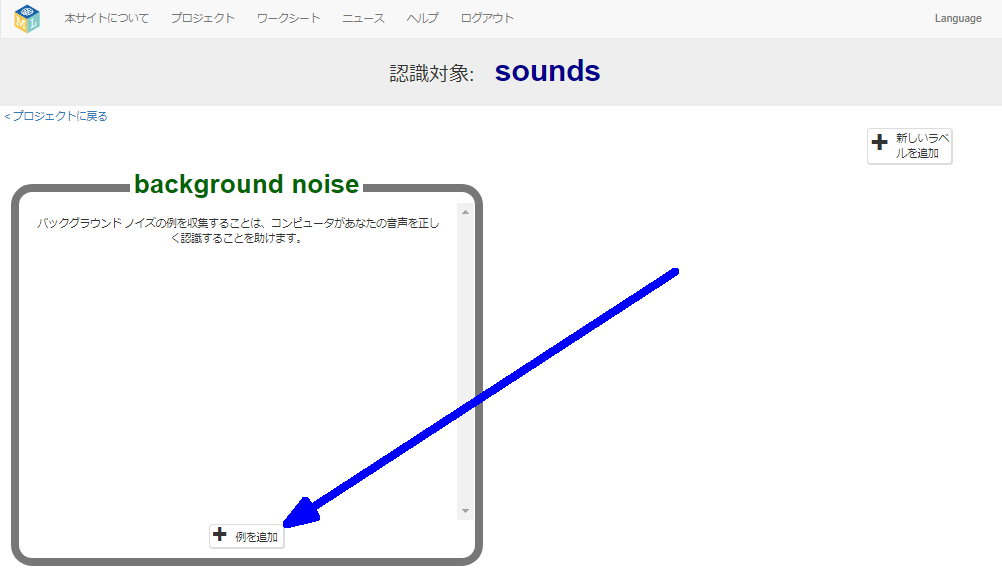 本サイトについて プロジェクト ワークシート ニュース ヘルプ ログアウト Language
認識対象: sounds
< プロジェクトに戻る
新しいラベ
ルを追加
background noise
バックグラウンド ノイズの例を収集することは、コンピュータがあなたの音声を正し
く認識することを助けます。
例を追加